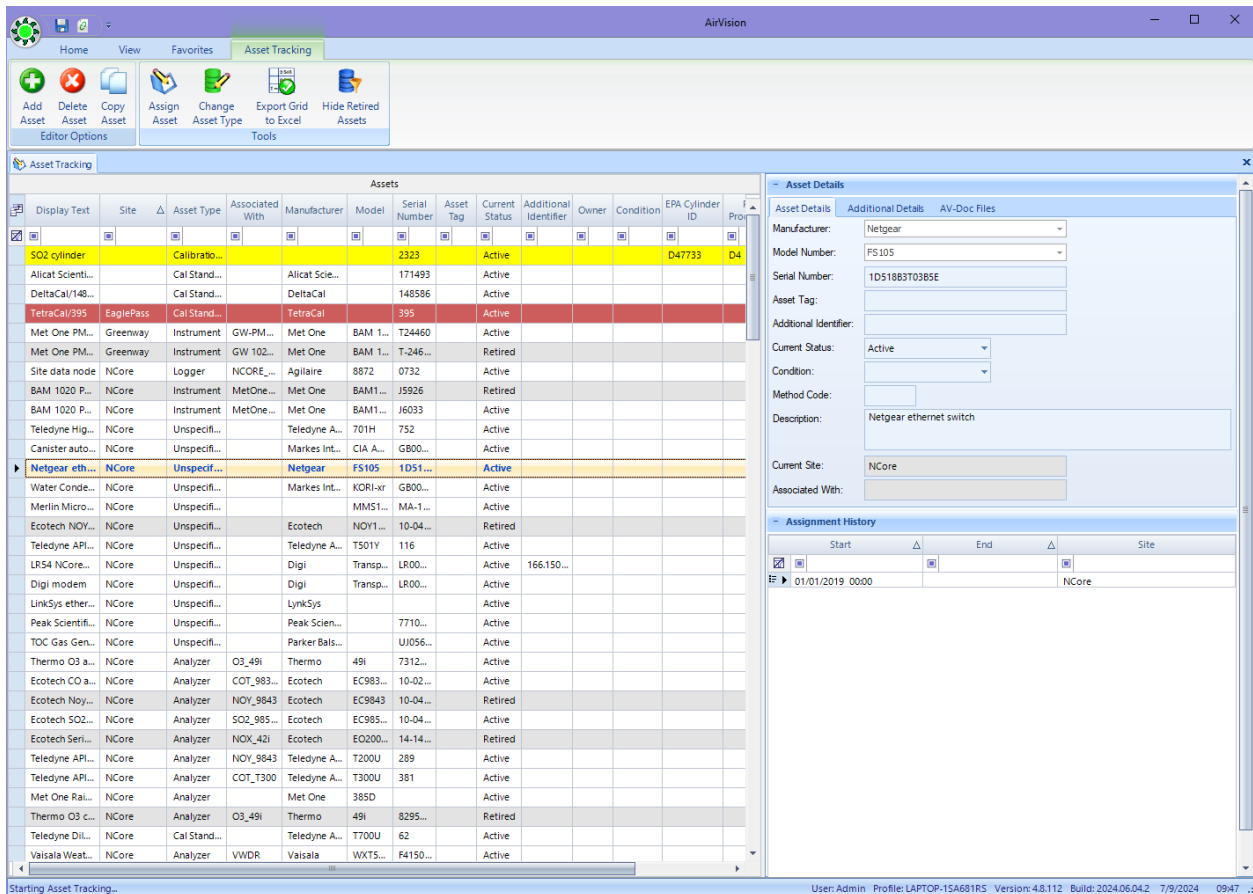 AirVision
Home View Favorites Asset Tracking
Add Asset
Delete Asset
Copy Asset
Assign Asset
Change Asset Type
Export Grid to Excel
Hide Retired Assets
Editor Options Tools
Asset Tracking
Assets
Display Text Site Asset Type Associated With Manufacturer Model Serial Number Asset Tag Current Status Additional Identifier Owner Condition EPA Cylinder ID
SO2 cylinder Calibratio... 2323 Active D47733 D4
Alicat Scienti... Cal Stand... Alicat Scie... 171493 Active
DeltaCal/148... Cal Stand... DeltaCal 148586 Active
TetraCal/395 EaglePass Cal Stand... TetraCal 395 Active
Met One PM... Greenway Instrument GW-PM... Met One BAM 1... T24460 Active
Met One PM... Greenway Instrument GW 102... Met One BAM 1... T-246... Retired
Site data node NCore Logger NCORE_... Agilaire 8872 0732 Active
BAM 1020 P... NCore Instrument MetOne... Met One BAM1... J5926 Retired
BAM 1020 P... NCore Instrument MetOne... Met One BAM1... J6033 Active
Teledyne Hig... NCore Unspecifi... Teledyne A... 701H 752 Active
Canister auto... NCore Unspecifi... Markes Int... CIA A... GB00... Active
Netgear eth... NCore Unspecif... Netgear FS105 1D51... Active
Water Conde... NCore Unspecifi... Markes Int... KORI-xr GB00... Active
Merlin Micro... NCore Unspecifi... MMS1... MA-1... Active
Ecotech NOY... NCore Unspecifi... Ecotech NOY1... 10-04... Retired
Teledyne API... NCore Unspecifi... Teledyne A... T501Y 116 Active
LR54 NCore... NCore Unspecifi... Digi Transp... LR00... Active 166.150...
Digi modem NCore Unspecifi... Digi Transp... LR00... Active
LinkSys ether... NCore Unspecifi... LynkSys Active
Peak Scientifi... NCore Unspecifi... Peak Scien... 7710... Active
TOC Gas Gen... NCore Unspecifi... Parker Bals... UJ056... Active
Thermo O3 a... NCore Analyzer O3_49i Thermo 49i 7312... Active
Ecotech CO a... NCore Analyzer COT_983... Ecotech EC983... 10-02... Active
Ecotech Noy... NCore Analyzer NOY_9843 Ecotech EC9843 10-04... Retired
Ecotech SO2... NCore Analyzer SO2_985... Ecotech EC985... 10-04... Active
Ecotech Seri... NCore Analyzer NOX_42i Ecotech EO200... 14-14... Retired
Teledyne API... NCore Analyzer NOY_9843 Teledyne A... T200U 289 Active
Teledyne API... NCore Analyzer COT_T300 Teledyne A... T300U 381 Active
Met One Rai... NCore Analyzer Met One 385D Active
Thermo O3 c... NCore Analyzer O3_49i Thermo 49i 8295... Retired
Teledyne Dil... NCore Cal Stand... Teledyne A... T700U 62 Active
Vaisala Weat... NCore Analyzer VWDR Vaisala WXT5... F4150... Active
Asset Details
Asset Details Additional Details AV-Doc Files
Manufacturer: Netgear
Model Number: FS105
Serial Number: 1D518B3T03B5E
Asset Tag:
Additional Identifier:
Current Status: Active
Condition:
Method Code:
Description: Netgear ethernet switch
Current Site: NCore
Associated With:
Assignment History
Start End Site
01/01/2019 00:00 NCore
Starting Asset Tracking... User: Admin Profile: LAPTOP-1SA681RS Version: 4.8.112 Build: 2024.06.04.2 7/9/2024 09:47